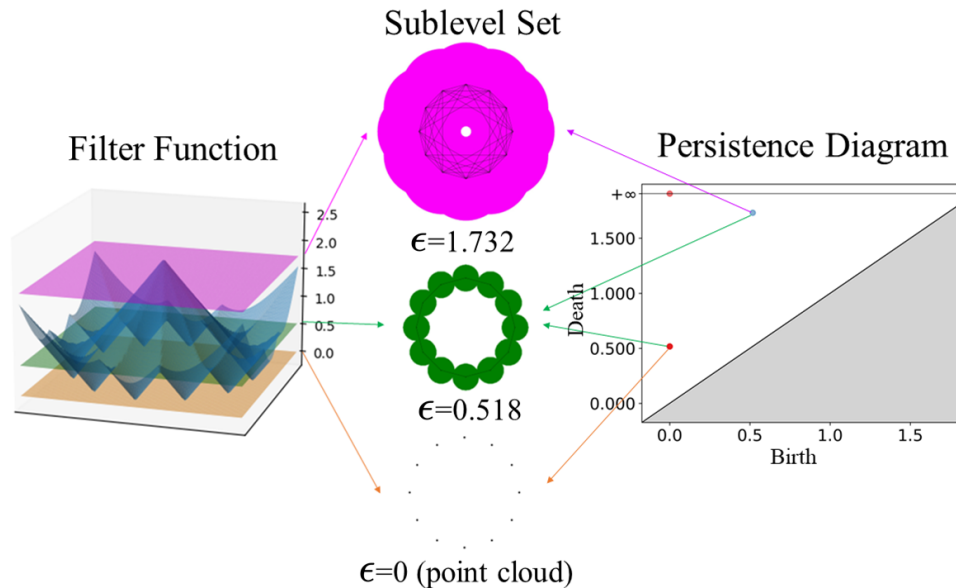 Sublevel Set
Filter Function
Persistence Diagram
2.5
2.0
1.5
1.0
0.5
0.0
ϵ=1.732
ϵ=0.518
ϵ=0 (point cloud)
+∞
1.500
1.000
0.500
0.000
Death
0.0 0.5 1.0 1.5
Birth